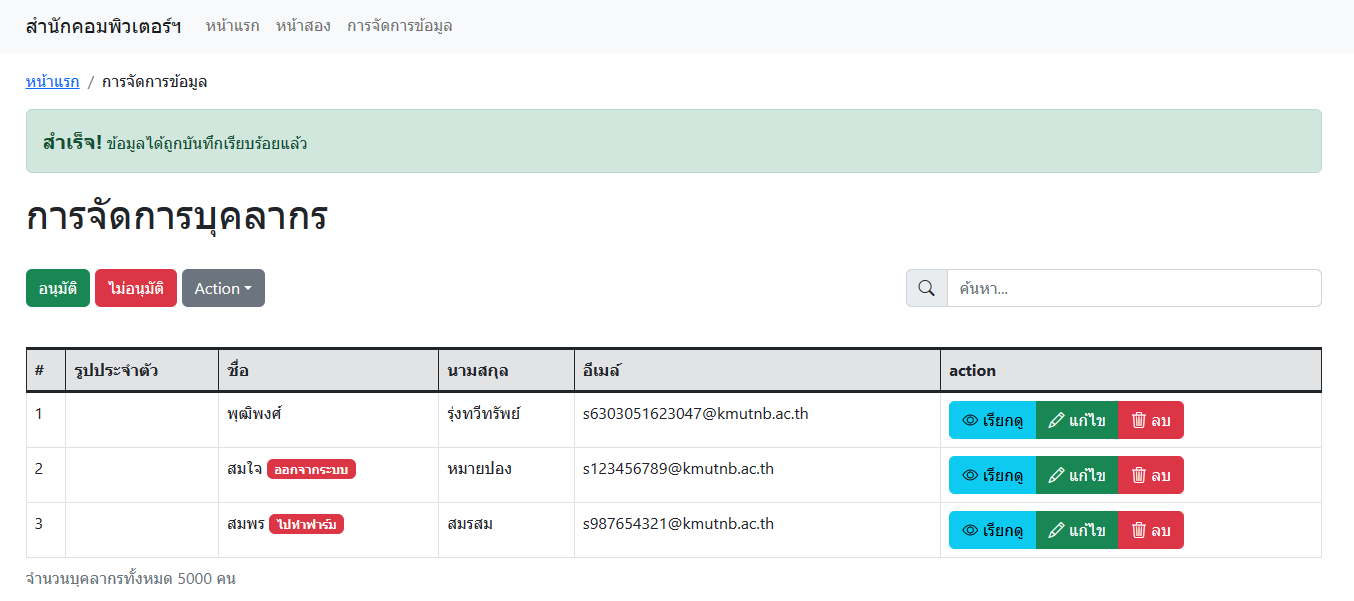 สำนักคอมพิวเตอร์ฯ หน้าแรก หน้าสอง การจัดการข้อมูล
หน้าแรก / การจัดการข้อมูล
สำเร็จ! ข้อมูลได้ถูกบันทึกเรียบร้อยแล้ว
การจัดการบุคลากร
อนุมัติ ไม่อนุมัติ Action ค้นหา...
# รูปประจำตัว ชื่อ นามสกุล อีเมล์ action
1 พุฒิพงศ์ รุ่งทวีทรัพย์ s6303051623047@kmutnb.ac.th เรียกดู แก้ไข ลบ
2 สมใจ ออกจากระบบ หมายปอง s123456789@kmutnb.ac.th เรียกดู แก้ไข ลบ
3 สมพร ไปทำฟาร์ม สมรสม s987654321@kmutnb.ac.th เรียกดู แก้ไข ลบ
จำนวนบุคลากรทั้งหมด 5000 คน